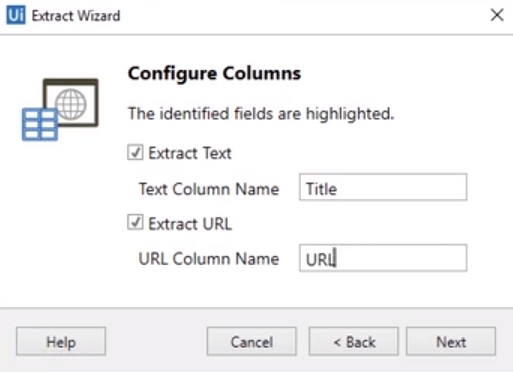 Ui Extract Wizard
Configure Columns
The identified fields are highlighted.
Extract Text
Text Column Name Title
Extract URL
URL Column Name URL
Help Cancel < Back Next